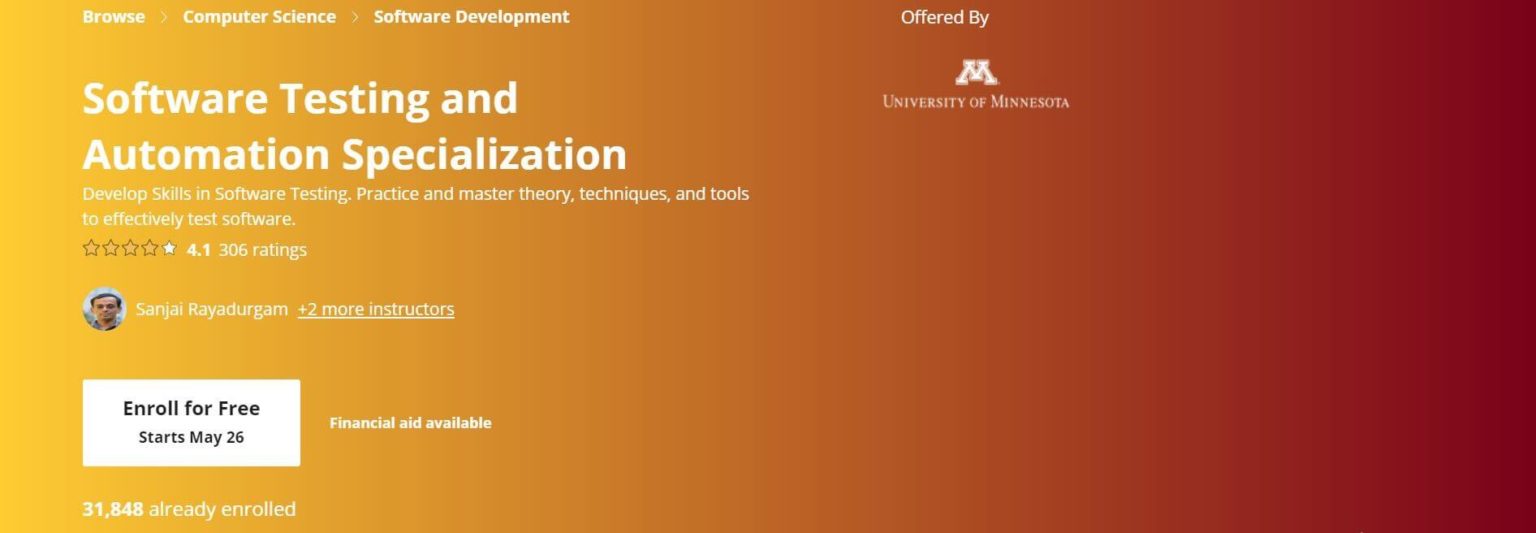 Browse > Computer Science > Software Development
Offered By
M
UNIVERSITY OF MINNESOTA
Software Testing and
Automation Specialization
Develop Skills in Software Testing. Practice and master theory, techniques, and tools
to effectively test software.
4.1 306 ratings
Sanjai Rayadurgam +2 more instructors
Enroll for Free
Starts May 26
Financial aid available
31,848 already enrolled